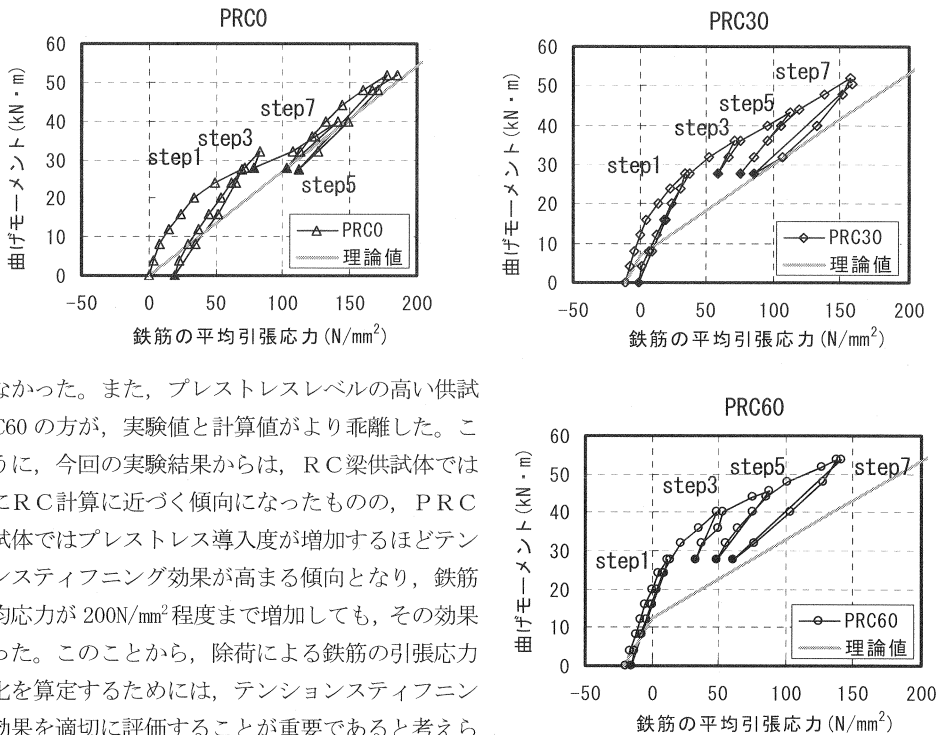 PRC0
60
50
40
30
20
10
0
-50
0
50
100
150
200
曲げモーメント(kN・m)
鉄筋の平均引張応力(N/mm²)
step1
step3
step7
step5
PRC0
理論値
PRC30
60
50
40
30
20
10
0
-50
0
50
100
150
200
曲げモーメント(kN・m)
鉄筋の平均引張応力(N/mm²)
step1
step3
step5
step7
PRC30
理論値
なかった。また，プレストレスレベルの高い供試
C60 の方が，実験値と計算値がより乖離した。こ
うに，今回の実験結果からは，ＲＣ梁供試体では
にＲＣ計算に近づく傾向になったものの，ＰＲＣ
試体ではプレストレス導入度が増加するほどテン
ンスティフニング効果が高まる傾向となり，鉄筋
均応力が 200N/mm²程度まで増加しても，その効果
った。このことから，除荷による鉄筋の引張応力
化を算定するためには，テンションスティフニン
効果を適切に評価することが重要であると考えら
PRC60
60
50
40
30
20
10
0
-50
0
50
100
150
200
曲げモーメント(kN・m)
鉄筋の平均引張応力(N/mm²)
step1
step3
step5
step7
PRC60
理論値